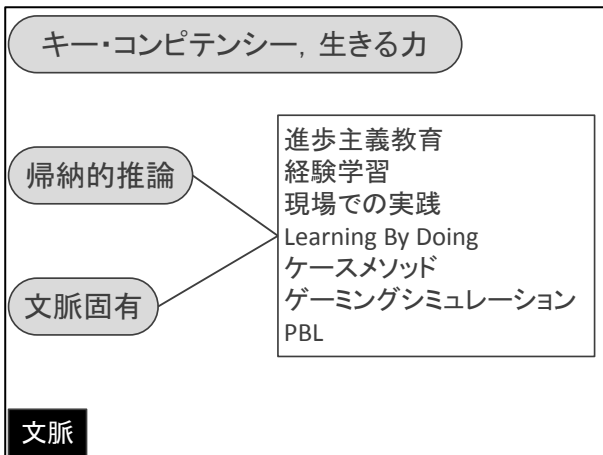 キー・コンピテンシー，生きる力
帰納的推論
文脈固有
進歩主義教育
経験学習
現場での実践
Learning By Doing
ケースメソッド
ゲーミングシミュレーション
PBL
文脈